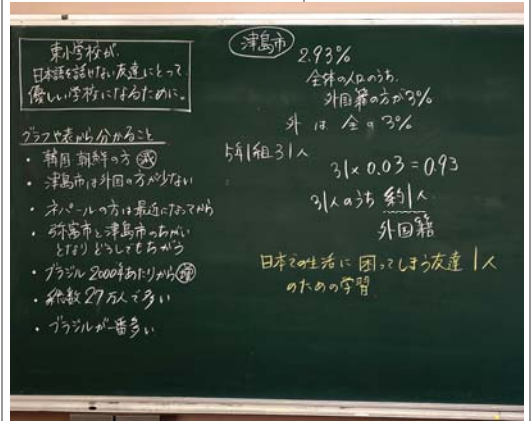 東小学校が、
日本語を話せない友達にとって
優しい学校になるために。
グラフや表から分かること
・ 韓国・朝鮮の方 減
・ 津島市は外国の方が少ない
・ ネパールの方は最近になってから
・ 弥富市と津島市のちがい
となりどうしでもちがう
・ ブラジル 2000年あたりから 増
・ 総数27万人で多い
・ ブラジルが一番多い
津島市
2.93%
全体の人口のうち、
外国籍の方が3%
外 は 全 の 3%
5年1組31人
31×0.03=0.93
31人のうち 約1人
外国籍
日本での生活に 困ってしまう友達 1人
のための学習